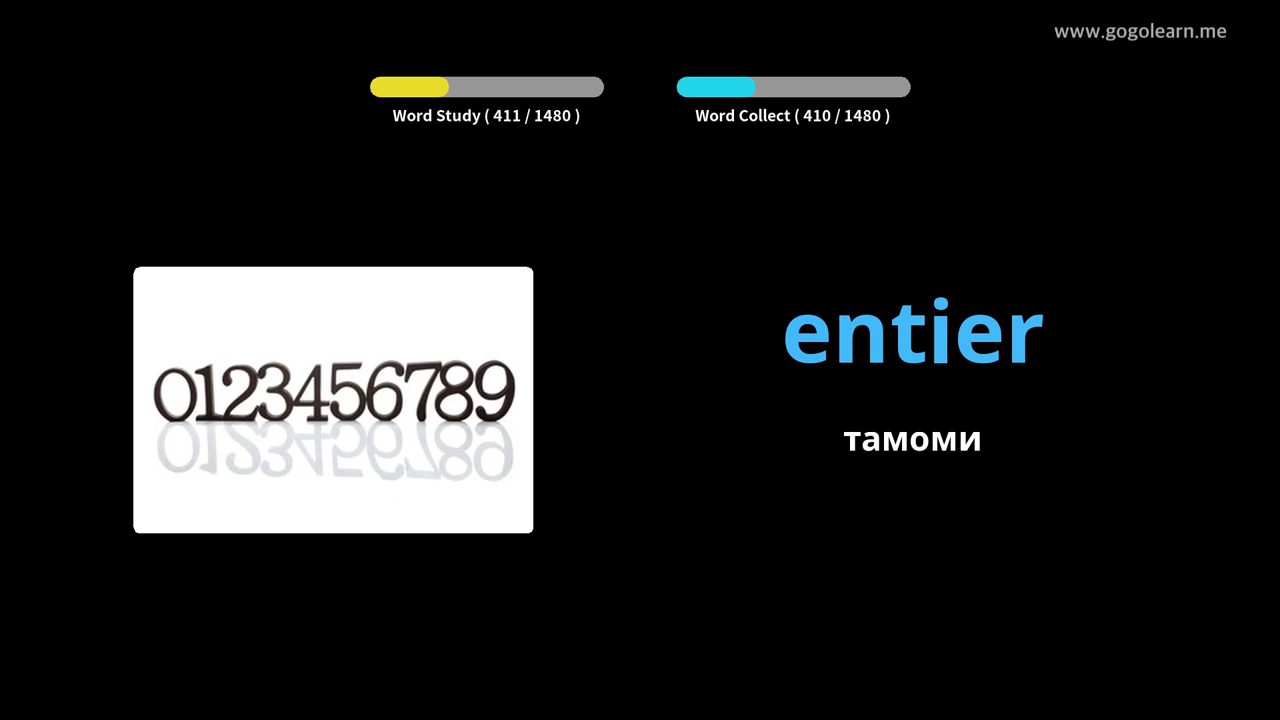 www.gogolearn.me
Word Study ( 411 / 1480 )
Word Collect ( 410 / 1480 )
0123456789
entier
тамоми